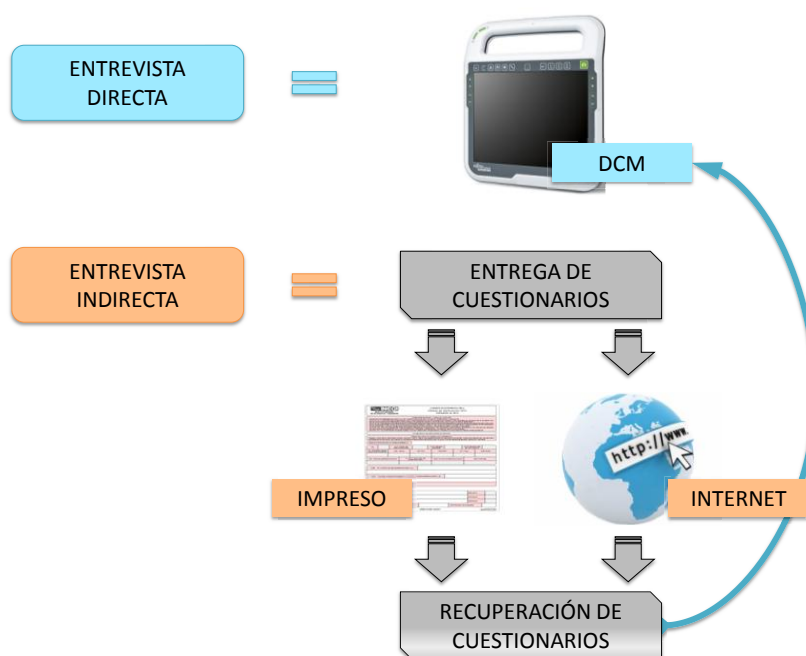 ENTREVISTA
DIRECTA
DCM
ENTREVISTA
INDIRECTA
ENTREGA DE
CUESTIONARIOS
http://www.
IMPRESO
INTERNET
RECUPERACIÓN DE
CUESTIONARIOS